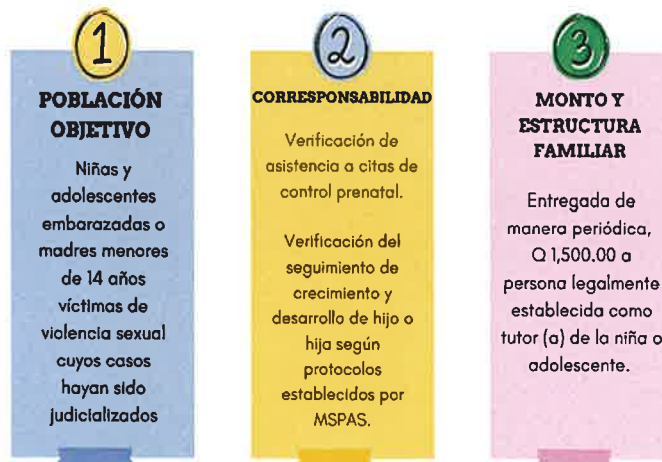 1
POBLACIÓN
OBJETIVO
Niñas y
adolescentes
embarazadas o
madres menores
de 14 años
víctimas de
violencia sexual
cuyos casos
hayan sido
judicializados
2
CORRESPONSABILIDAD
Verificación de
asistencia a citas de
control prenatal.
Verificación del
seguimiento de
crecimiento y
desarrollo de hijo o
hija según
protocolos
establecidos por
MSPAS.
3
MONTO Y
ESTRUCTURA
FAMILIAR
Entregada de
manera periódica,
Q 1,500.00 a
persona legalmente
establecida como
tutor (a) de la niña o
adolescente.